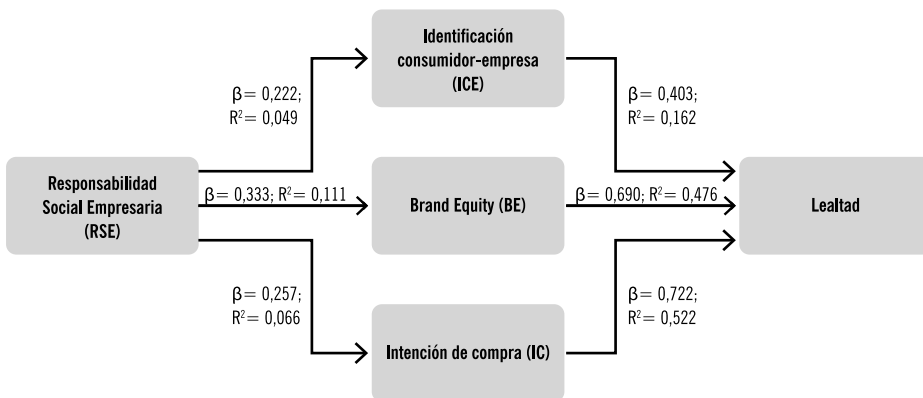 Identificación
consumidor-empresa
(ICE)
β= 0,222;
R²= 0,049
β= 0,403;
R²= 0,162
Responsabilidad
Social Empresaria
(RSE)
β= 0,333; R²= 0,111
Brand Equity (BE)
β= 0,690; R²= 0,476
Lealtad
β= 0,257;
R²= 0,066
β= 0,722;
R²= 0,522
Intención de compra (IC)